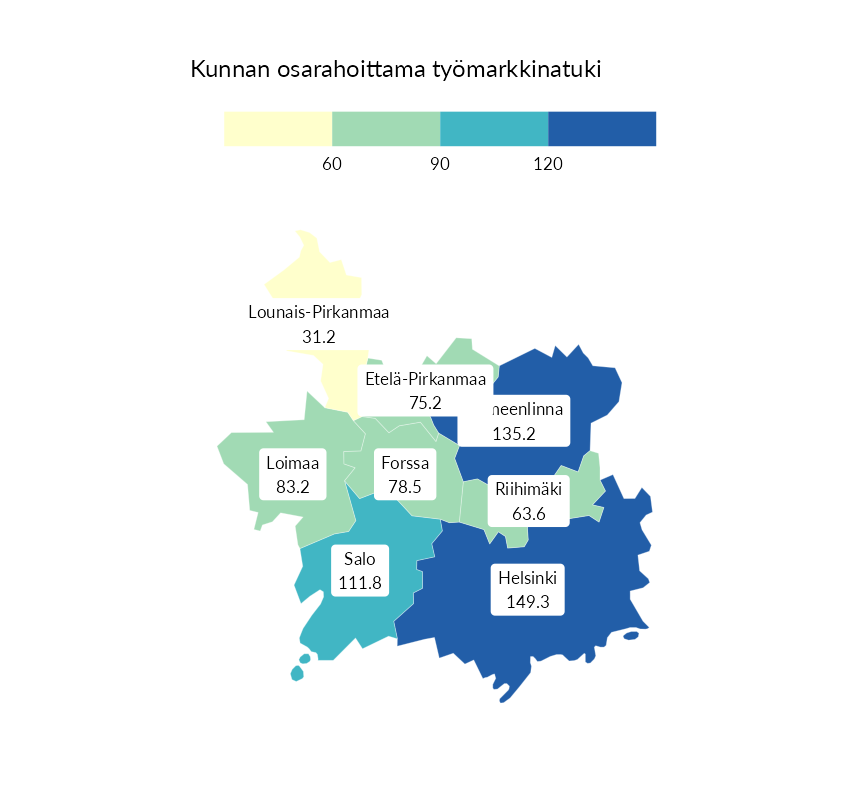 Kunnan osarahoittama työmarkkinatuki
60 90 120
Lounais-Pirkanmaa
31.2
Etelä-Pirkanmaa
75.2
meenlinna
135.2
Loimaa
83.2
Forssa
78.5
Riihimäki
63.6
Salo
111.8
Helsinki
149.3